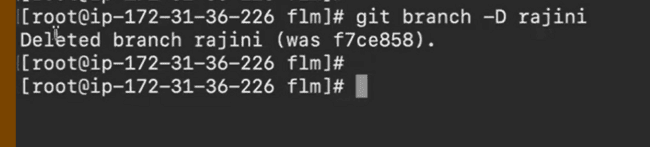 [root@ip-172-31-36-226 flm]# git branch -D rajini
Deleted branch rajini (was f7ce858).
[root@ip-172-31-36-226 flm]#
[root@ip-172-31-36-226 flm]#